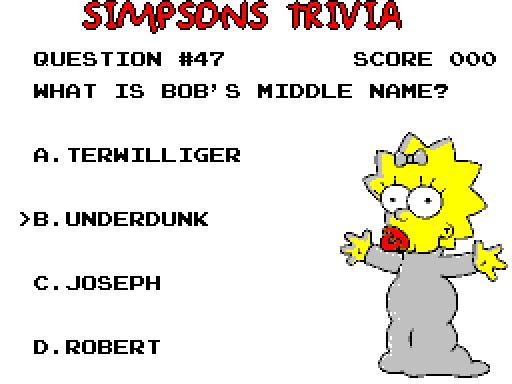 SIMPSONS TRIVIA
QUESTION #47 SCORE 000
WHAT IS BOB'S MIDDLE NAME?
A.TERWILLIGER
>B.UNDERDUNK
C.JOSEPH
D.ROBERT